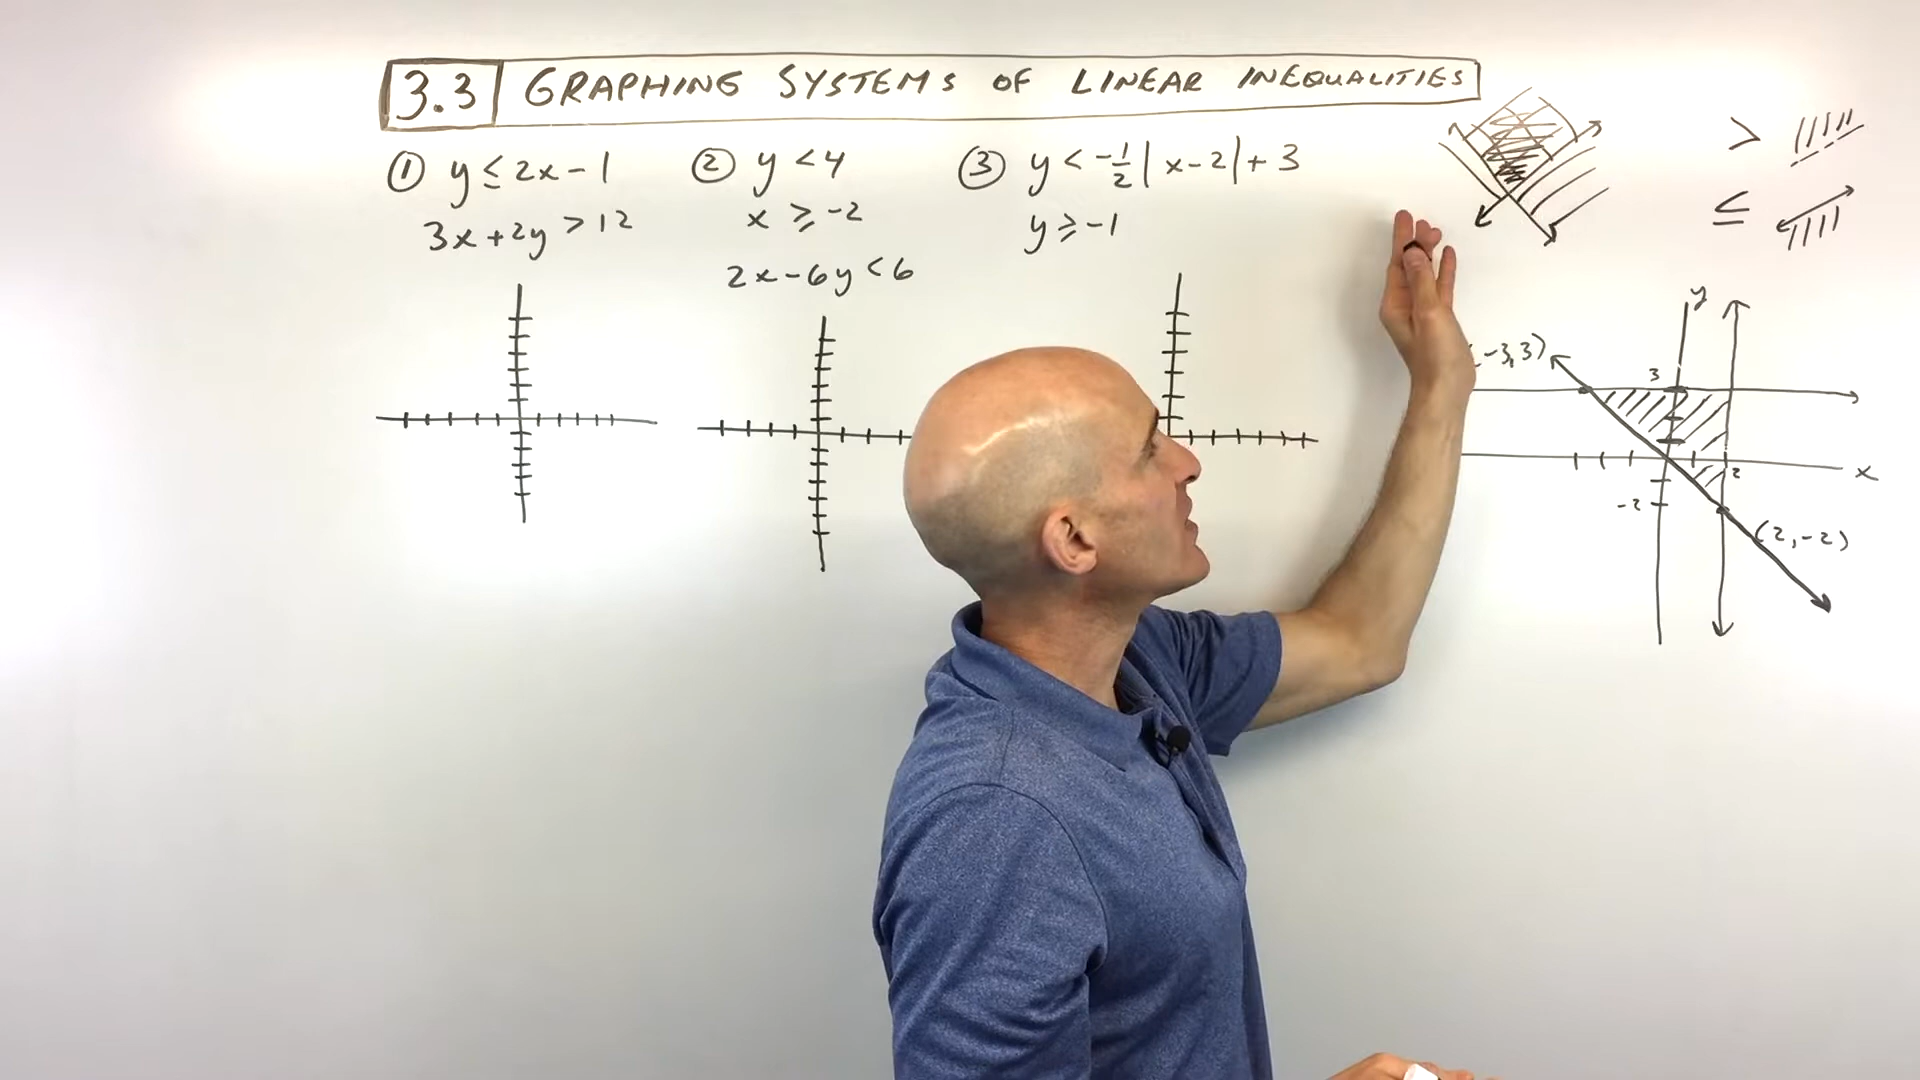 3.3 GRAPHING SYSTEMS OF LINEAR INEQUALITIES
① y ≤ 2x - 1
3x + 2y > 12
② y < 4
x ≥ -2
2x - 6y < 6
③ y < -1/2 |x - 2| + 3
y ≥ -1
>
≤
y
(-3,3)
3
2
x
-2
(2,-2)